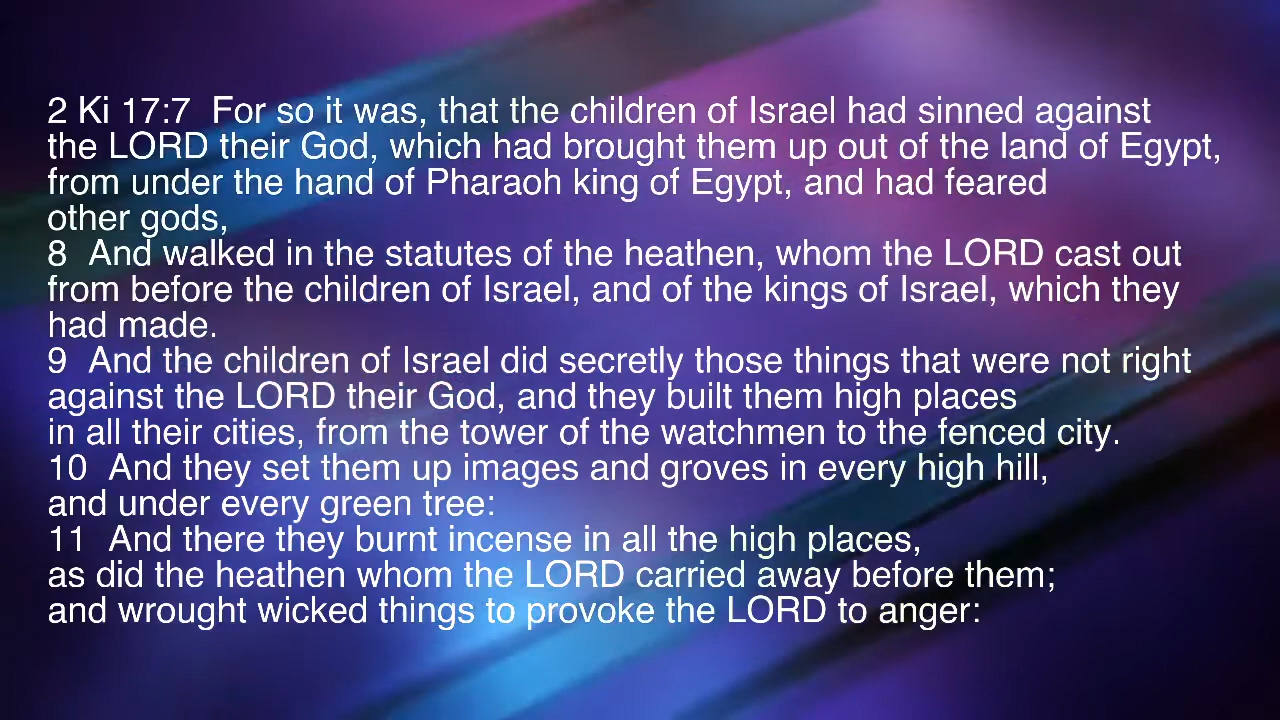 2 Ki 17:7  For so it was, that the children of Israel had sinned against
the LORD their God, which had brought them up out of the land of Egypt,
from under the hand of Pharaoh king of Egypt, and had feared
other gods,
8  And walked in the statutes of the heathen, whom the LORD cast out
from before the children of Israel, and of the kings of Israel, which they
had made.
9  And the children of Israel did secretly those things that were not right
against the LORD their God, and they built them high places
in all their cities, from the tower of the watchmen to the fenced city.
10  And they set them up images and groves in every high hill,
and under every green tree:
11  And there they burnt incense in all the high places,
as did the heathen whom the LORD carried away before them;
and wrought wicked things to provoke the LORD to anger: